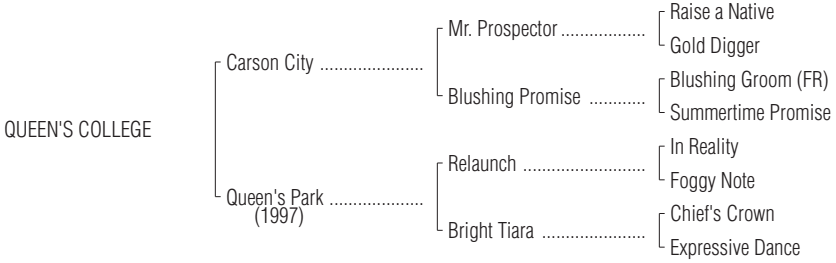 Raise a Native
Mr. Prospector ..................
Gold Digger
Carson City ......................
Blushing Groom (FR)
Blushing Promise ............
Summertime Promise
QUEEN'S COLLEGE
In Reality
Relaunch ..........................
Foggy Note
Queen's Park ....................
(1997)
Chief's Crown
Bright Tiara ......................
Expressive Dance